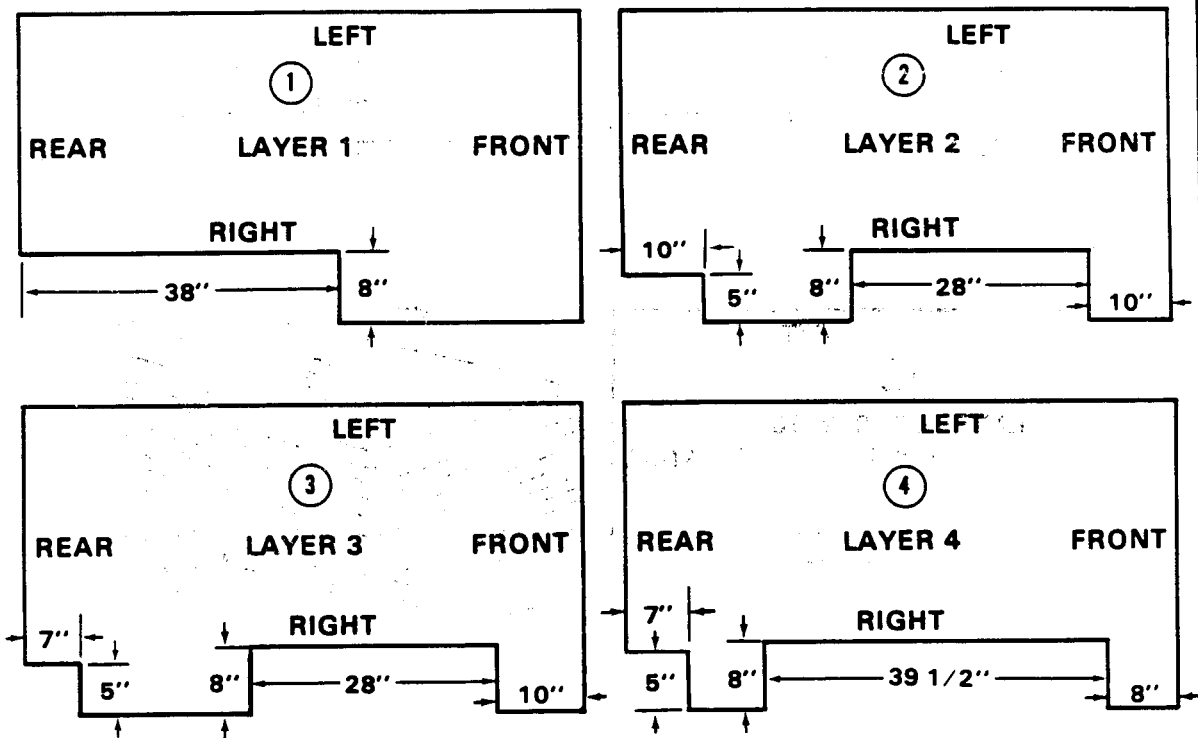 LEFT
1
REAR LAYER 1 FRONT
RIGHT
38′′ 8′′
LEFT
2
REAR LAYER 2 FRONT
RIGHT
10′′
5′′ 8′′ 28′′ 10′′
LEFT
3
REAR LAYER 3 FRONT
RIGHT
7′′
5′′ 8′′ 28′′ 10′′
LEFT
4
REAR LAYER 4 FRONT
RIGHT
7′′
5′′ 8′′ 39 1/2′′ 8′′